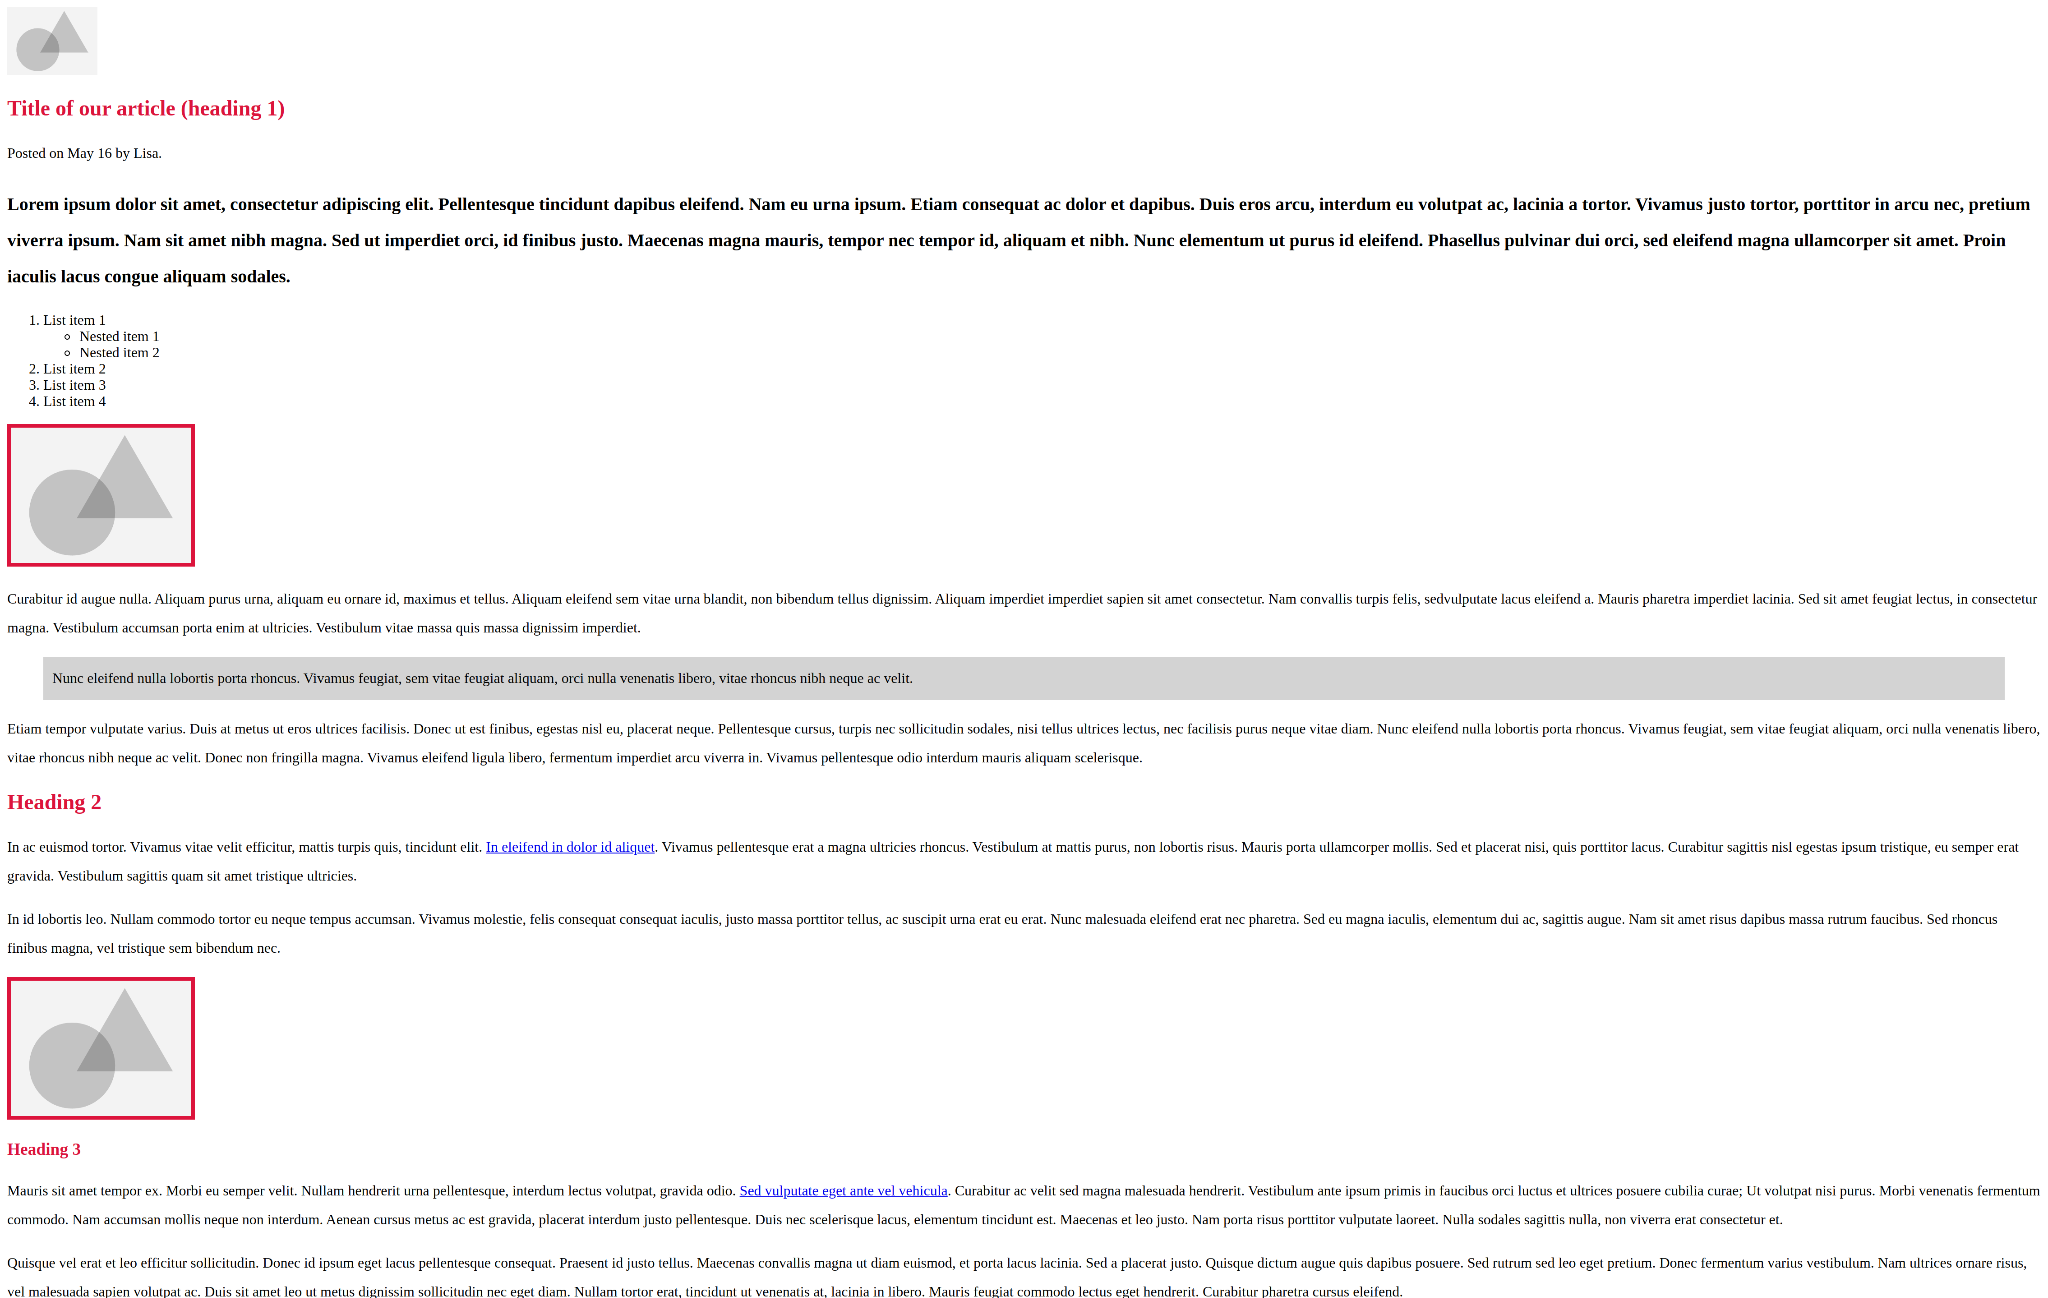 Title of our article (heading 1)
Posted on May 16 by Lisa.
Lorem ipsum dolor sit amet, consectetur adipiscing elit. Pellentesque tincidunt dapibus eleifend. Nam eu urna ipsum. Etiam consequat ac dolor et dapibus. Duis eros arcu, interdum eu volutpat ac, lacinia a tortor. Vivamus justo tortor, porttitor in arcu nec, pretium
viverra ipsum. Nam sit amet nibh magna. Sed ut imperdiet orci, id finibus justo. Maecenas magna mauris, tempor nec tempor id, aliquam et nibh. Nunc elementum ut purus id eleifend. Phasellus pulvinar dui orci, sed eleifend magna ullamcorper sit amet. Proin
iaculis lacus congue aliquam sodales.
1. List item 1
Nested item 1
Nested item 2
2. List item 2
3. List item 3
4. List item 4
Curabitur id augue nulla. Aliquam purus urna, aliquam eu ornare id, maximus et tellus. Aliquam eleifend sem vitae urna blandit, non bibendum tellus dignissim. Aliquam imperdiet imperdiet sapien sit amet consectetur. Nam convallis turpis felis, sedvulputate lacus eleifend a. Mauris pharetra imperdiet lacinia. Sed sit amet feugiat lectus, in consectetur
magna. Vestibulum accumsan porta enim at ultricies. Vestibulum vitae massa quis massa dignissim imperdiet.
Nunc eleifend nulla lobortis porta rhoncus. Vivamus feugiat, sem vitae feugiat aliquam, orci nulla venenatis libero, vitae rhoncus nibh neque ac velit.
Etiam tempor vulputate varius. Duis at metus ut eros ultrices facilisis. Donec ut est finibus, egestas nisl eu, placerat neque. Pellentesque cursus, turpis nec sollicitudin sodales, nisi tellus ultrices lectus, nec facilisis purus neque vitae diam. Nunc eleifend nulla lobortis porta rhoncus. Vivamus feugiat, sem vitae feugiat aliquam, orci nulla venenatis libero,
vitae rhoncus nibh neque ac velit. Donec non fringilla magna. Vivamus eleifend ligula libero, fermentum imperdiet arcu viverra in. Vivamus pellentesque odio interdum mauris aliquam scelerisque.
Heading 2
In ac euismod tortor. Vivamus vitae velit efficitur, mattis turpis quis, tincidunt elit. In eleifend in dolor id aliquet. Vivamus pellentesque erat a magna ultricies rhoncus. Vestibulum at mattis purus, non lobortis risus. Mauris porta ullamcorper mollis. Sed et placerat nisi, quis porttitor lacus. Curabitur sagittis nisl egestas ipsum tristique, eu semper erat
gravida. Vestibulum sagittis quam sit amet tristique ultricies.
In id lobortis leo. Nullam commodo tortor eu neque tempus accumsan. Vivamus molestie, felis consequat consequat iaculis, justo massa porttitor tellus, ac suscipit urna erat eu erat. Nunc malesuada eleifend erat nec pharetra. Sed eu magna iaculis, elementum dui ac, sagittis augue. Nam sit amet risus dapibus massa rutrum faucibus. Sed rhoncus
finibus magna, vel tristique sem bibendum nec.
Heading 3
Mauris sit amet tempor ex. Morbi eu semper velit. Nullam hendrerit urna pellentesque, interdum lectus volutpat, gravida odio. Sed vulputate eget ante vel vehicula. Curabitur ac velit sed magna malesuada hendrerit. Vestibulum ante ipsum primis in faucibus orci luctus et ultrices posuere cubilia curae; Ut volutpat nisi purus. Morbi venenatis fermentum
commodo. Nam accumsan mollis neque non interdum. Aenean cursus metus ac est gravida, placerat interdum justo pellentesque. Duis nec scelerisque lacus, elementum tincidunt est. Maecenas et leo justo. Nam porta risus porttitor vulputate laoreet. Nulla sodales sagittis nulla, non viverra erat consectetur et.
Quisque vel erat et leo efficitur sollicitudin. Donec id ipsum eget lacus pellentesque consequat. Praesent id justo tellus. Maecenas convallis magna ut diam euismod, et porta lacus lacinia. Sed a placerat justo. Quisque dictum augue quis dapibus posuere. Sed rutrum sed leo eget pretium. Donec fermentum varius vestibulum. Nam ultrices ornare risus,
vel malesuada sapien volutpat ac. Duis sit amet leo ut metus dignissim sollicitudin nec eget diam. Nullam tortor erat, tincidunt ut venenatis at, lacinia in libero. Mauris feugiat commodo lectus eget hendrerit. Curabitur pharetra cursus eleifend.